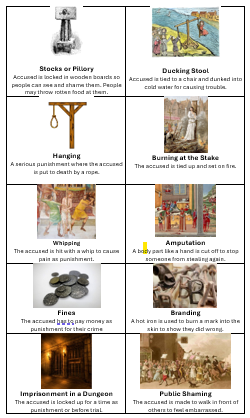 Stocks or Pillory
Accused is locked in wooden boards so
people can see and shame them. People
may throw rotten food at them.
Ducking Stool
Accused is tied to a chair and dunked into
cold water for causing trouble.
Hanging
A serious punishment where the accused
is put to death by a rope.
Burning at the Stake
The accused is tied up and set on fire.
Whipping
The accused is hit with a whip to cause
pain as punishment.
Amputation
A body part like a hand is cut off to stop
someone from stealing again.
Fines
The accused has to pay money as
punishment for their crime
Branding
A hot iron is used to burn a mark into the
skin to show they did wrong.
Imprisonment in a Dungeon
The accused is locked up for a time as
punishment or before trial.
Public Shaming
The accused is made to walk in front of
others to feel embarrassed.